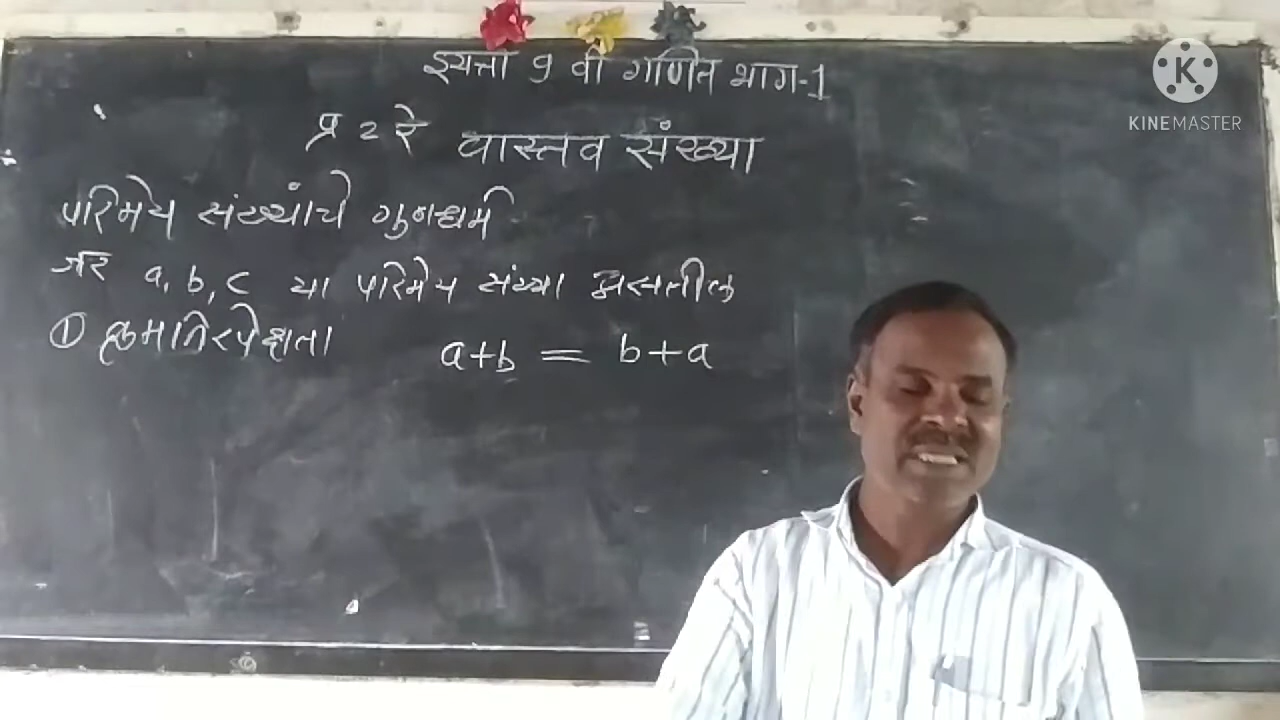 इयत्ता 9 वी गणित भाग-1
प्र 2 रे वास्तव संख्या
परिमेय संख्यांचे गुणधर्म
जर a, b, c या परिमेय संख्या असतील
① क्रमनिरपेक्षता a+b = b+a
K
KINEMASTER